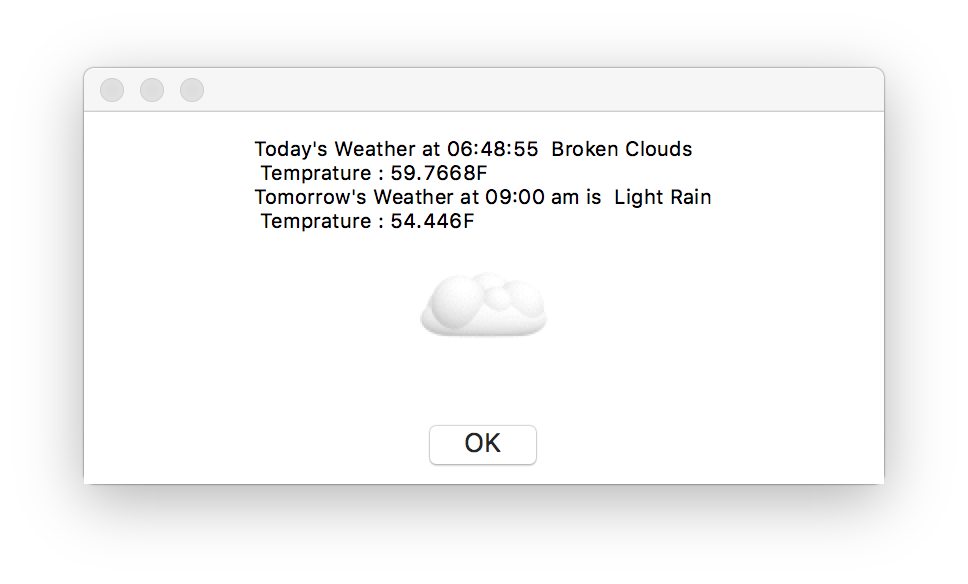 Today's Weather at 06:48:55  Broken Clouds
Temprature : 59.7668F
Tomorrow's Weather at 09:00 am is  Light Rain
Temprature : 54.446F
OK